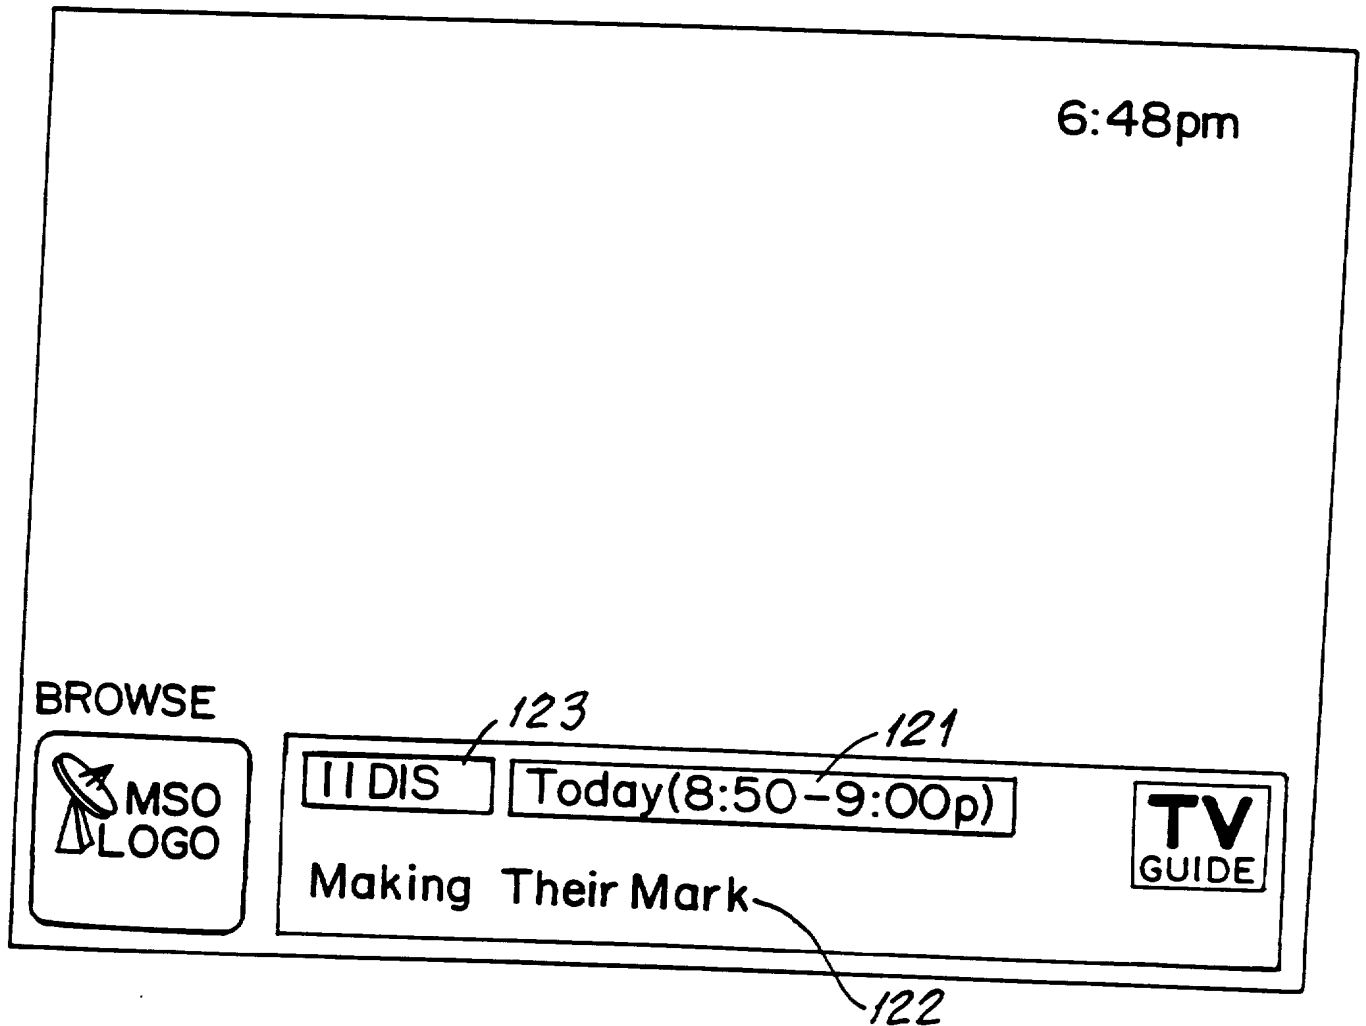 6:48pm
BROWSE
123
121
11 DIS
Today(8:50-9:00p)
MSO
LOGO
TV
GUIDE
Making Their Mark
122